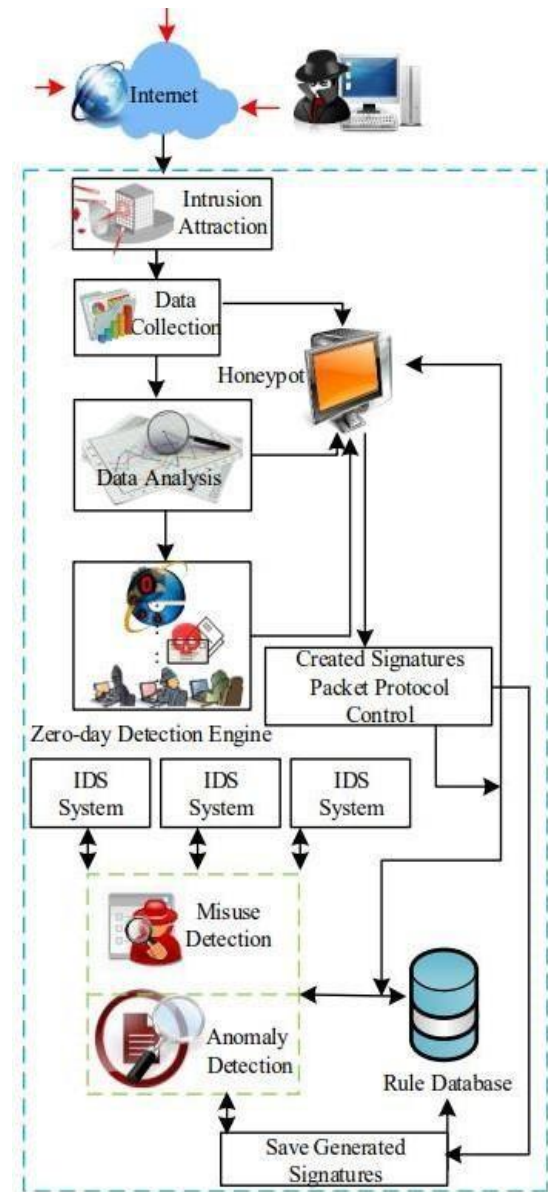 Internet
Intrusion
Attraction
Data
Collection
Honeypot
Data Analysis
0
Zero-day Detection Engine
Created Signatures
Packet Protocol
Control
IDS
System
IDS
System
IDS
System
Misuse
Detection
Anomaly
Detection
Rule Database
Save Generated
Signatures